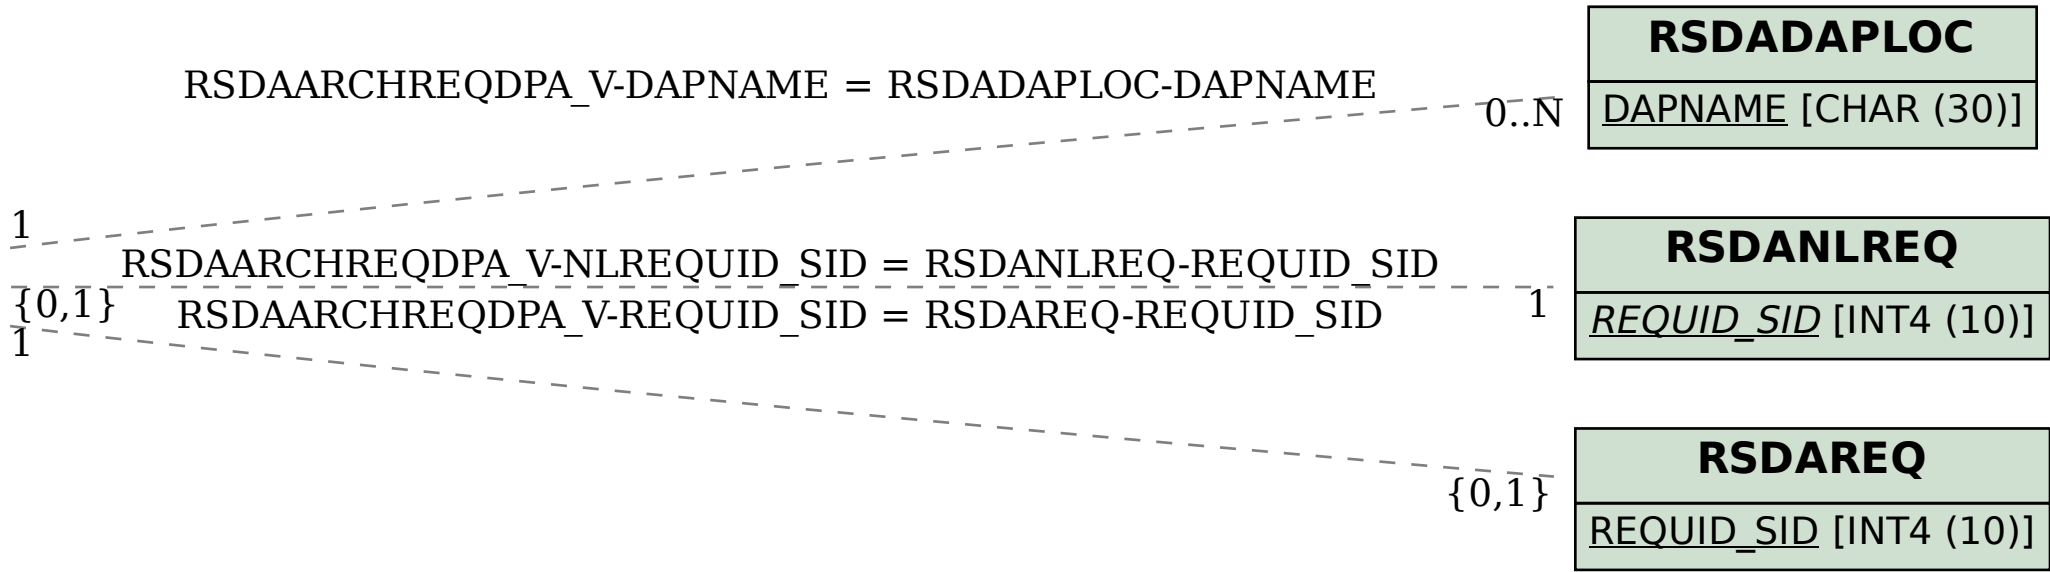 RSDADAPLOC
RSDAARCHREQDPA_V-DAPNAME = RSDADAPLOC-DAPNAME
0..N
DAPNAME [CHAR (30)]
1
RSDANLREQ
RSDAARCHREQDPA_V-NLREQUID_SID = RSDANLREQ-REQUID_SID
{0,1}
1
RSDAARCHREQDPA_V-REQUID_SID = RSDAREQ-REQUID_SID
REQUID_SID [INT4 (10)]
1
RSDAREQ
{0,1}
REQUID_SID [INT4 (10)]